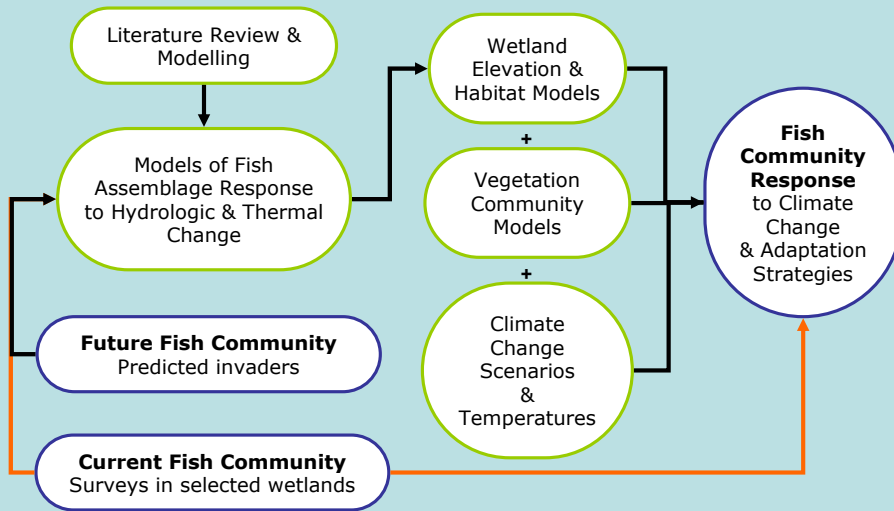 Literature Review &
Modelling
Models of Fish
Assemblage Response
to Hydrologic & Thermal
Change
Future Fish Community
Predicted invaders
Current Fish Community
Surveys in selected wetlands
Wetland
Elevation &
Habitat Models
+
Vegetation
Community
Models
+
Climate
Change
Scenarios
&
Temperatures
Fish
Community
Response
to Climate
Change
& Adaptation
Strategies